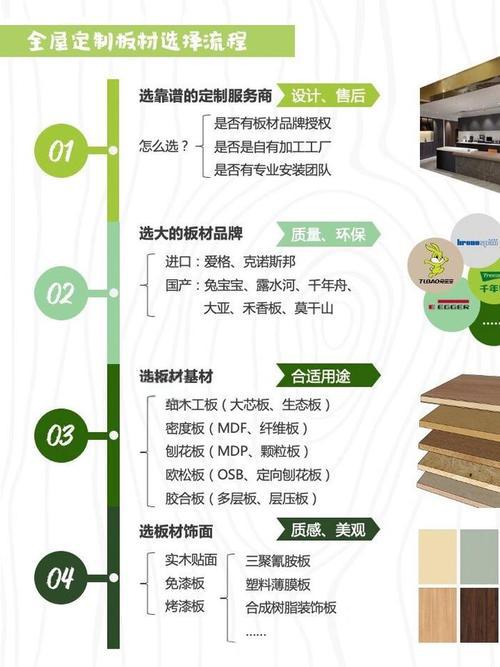 全屋定制板材选择流程
01
选靠谱的定制服务商
设计、售后
怎么选？
是否有板材品牌授权
是否是自有加工工厂
是否有专业安装团队
02
选大的板材品牌
质量、环保
进口：爱格、克诺斯邦
国产：兔宝宝、露水河、千年舟、
大亚、禾香板、莫干山
TUBAO兔宝宝
EGGER
......
03
选板材基材
合适用途
细木工板（大芯板、生态板）
密度板（MDF、纤维板）
刨花板（MDP、颗粒板）
欧松板（OSB、定向刨花板）
胶合板（多层板、层压板）
04
选板材饰面
质感、美观
实木贴面
免漆板
烤漆板
三聚氰胺板
塑料薄膜板
合成树脂装饰板
......